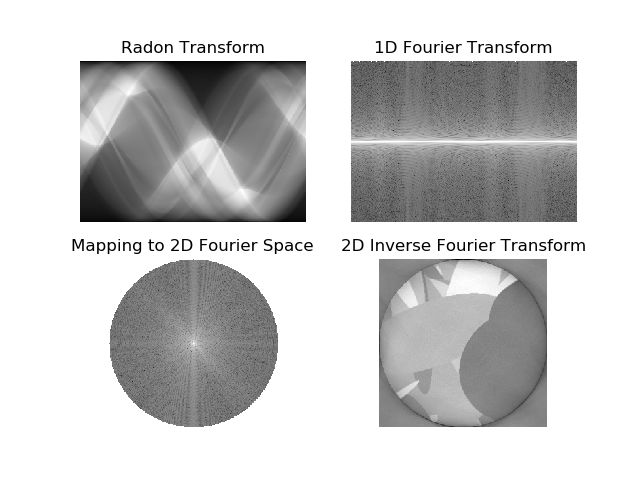 Radon Transform
1D Fourier Transform
Mapping to 2D Fourier Space
2D Inverse Fourier Transform